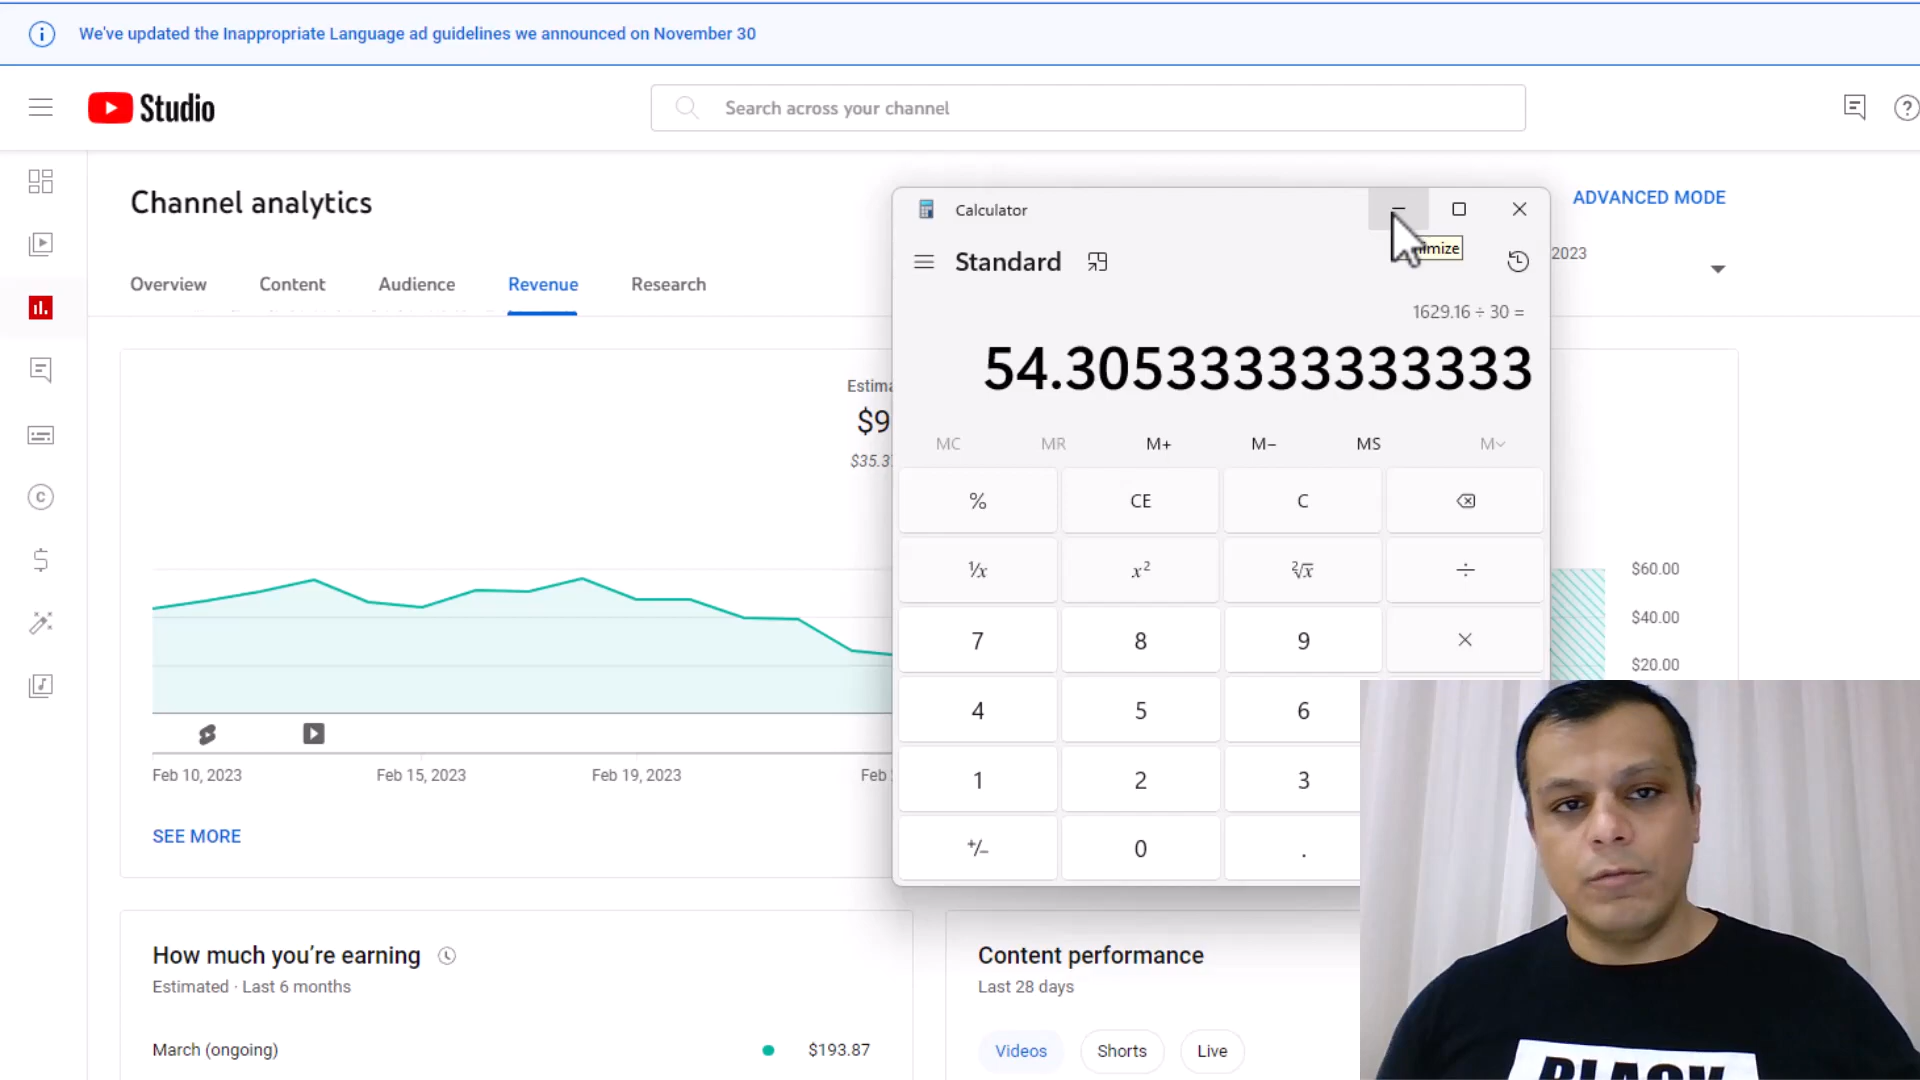 We've updated the Inappropriate Language ad guidelines we announced on November 30
Studio
Search across your channel
Channel analytics
ADVANCED MODE
2023
Overview
Content
Audience
Revenue
Research
Calculator
Standard
1629.16 ÷ 30 =
54.30533333333333
MC
MR
M+
M−
MS
M
%
CE
C
¹/x
x²
²√x
÷
7
8
9
×
4
5
6
1
2
3
+/−
0
.
$9
$35.3
$60.00
$40.00
$20.00
Feb 10, 2023
Feb 15, 2023
Feb 19, 2023
Feb
SEE MORE
How much you're earning
Estimated · Last 6 months
March (ongoing)
$193.87
Content performance
Last 28 days
Videos
Shorts
Live